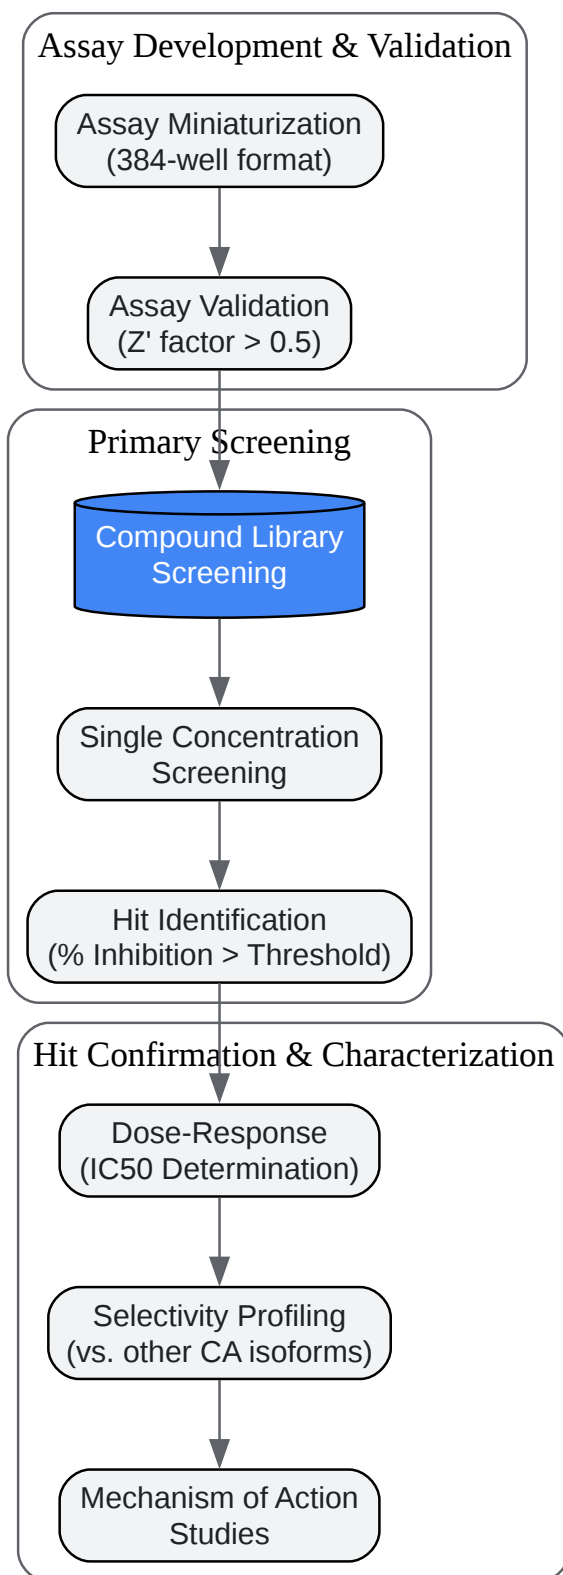 Assay Development & Validation
Assay Miniaturization
(384-well format)
Assay Validation
(Z' factor > 0.5)
Primary Screening
Compound Library
Screening
Single Concentration
Screening
Hit Identification
(% Inhibition > Threshold)
Hit Confirmation & Characterization
Dose-Response
(IC50 Determination)
Selectivity Profiling
(vs. other CA isoforms)
Mechanism of Action
Studies